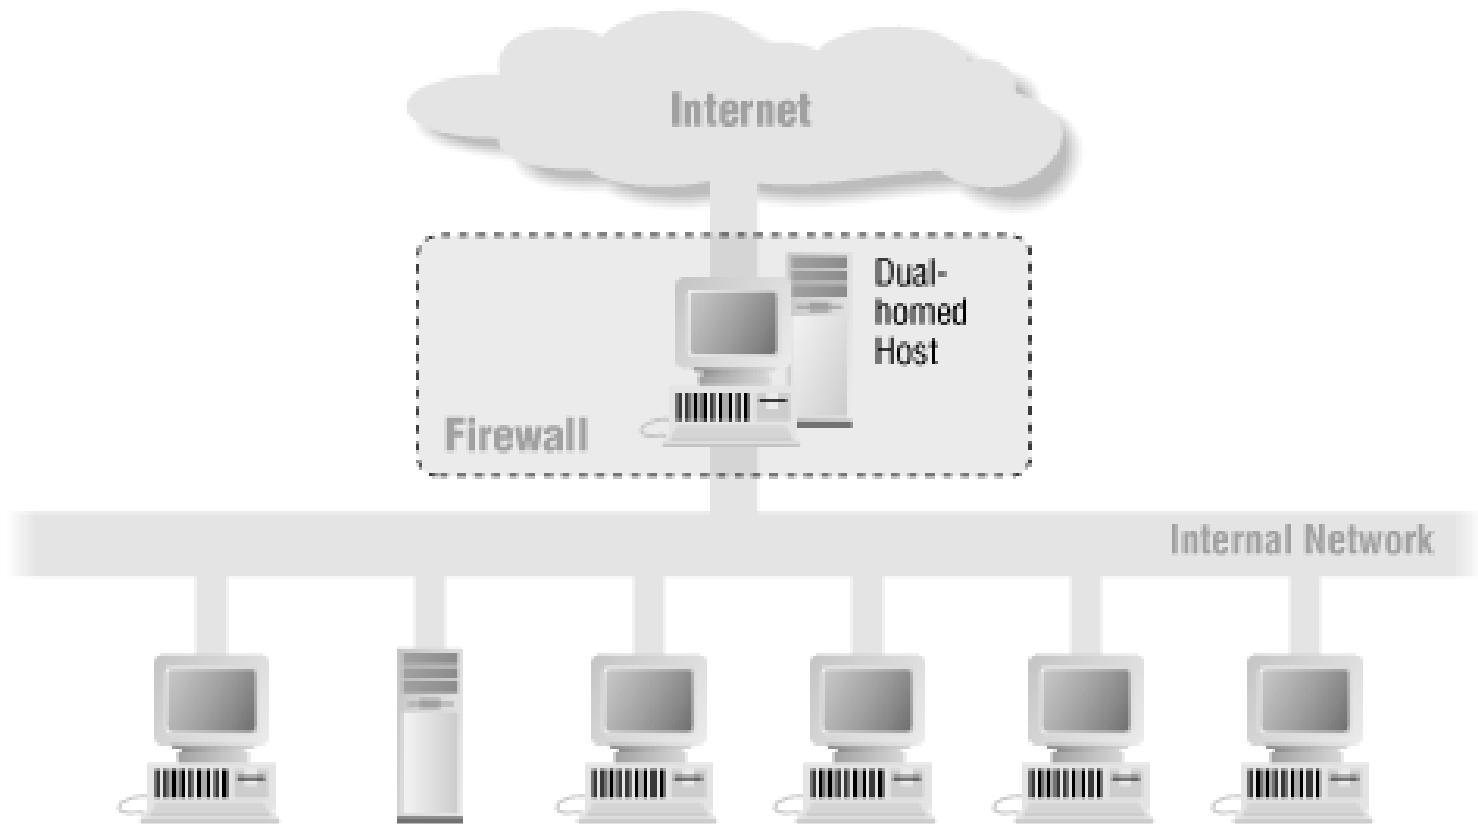 Internet
Dual-
homed
Host
Firewall
Internal Network